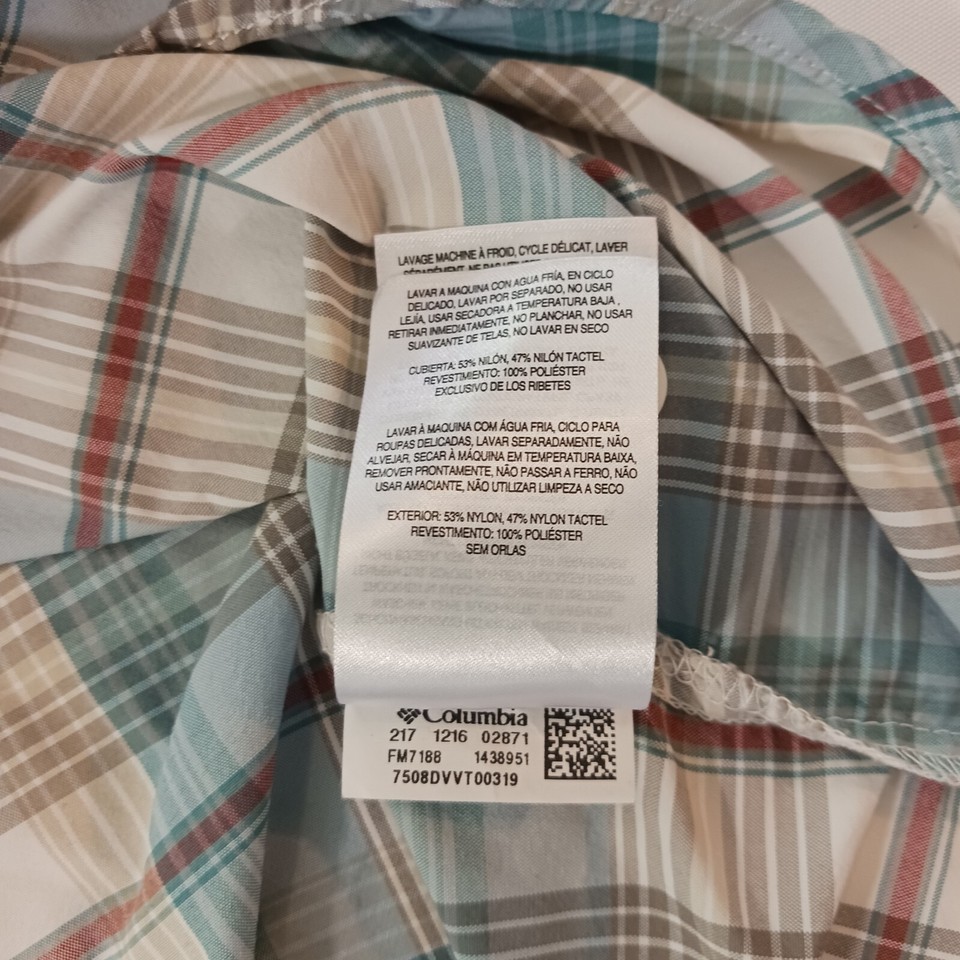 LAVAGE MACHINE À FROID, CYCLE DÉLICAT, LAVER
SÉPARÉMENT, NE PAS
LAVAR A MAQUINA CON AGUA FRÍA, EN CICLO
DELICADO, LAVAR POR SEPARADO, NO USAR
LEJÍA, USAR SECADORA A TEMPERATURA BAJA ,
RETIRAR INMEDIATAMENTE, NO PLANCHAR, NO USAR
SUAVIZANTE DE TELAS, NO LAVAR EN SECO
CUBIERTA: 53% NILÓN, 47% NILÓN TACTEL
REVESTIMENTO: 100% POLIÉSTER
EXCLUSIVO DE LOS RIBETES
LAVAR À MAQUINA COM ÁGUA FRIA, CICLO PARA
ROUPAS DELICADAS, LAVAR SEPARADAMENTE, NÃO
ALVEJAR, SECAR À MÁQUINA EM TEMPERATURA BAIXA,
REMOVER PRONTAMENTE, NÃO PASSAR A FERRO, NÃO
USAR AMACIANTE, NÃO UTILIZAR LIMPEZA A SECO
EXTERIOR: 53% NYLON, 47% NYLON TACTEL
REVESTIMENTO: 100% POLIÉSTER
SEM ORLAS
Columbia
217 1216 02871
FM7188 1438951
7508DVVT00319